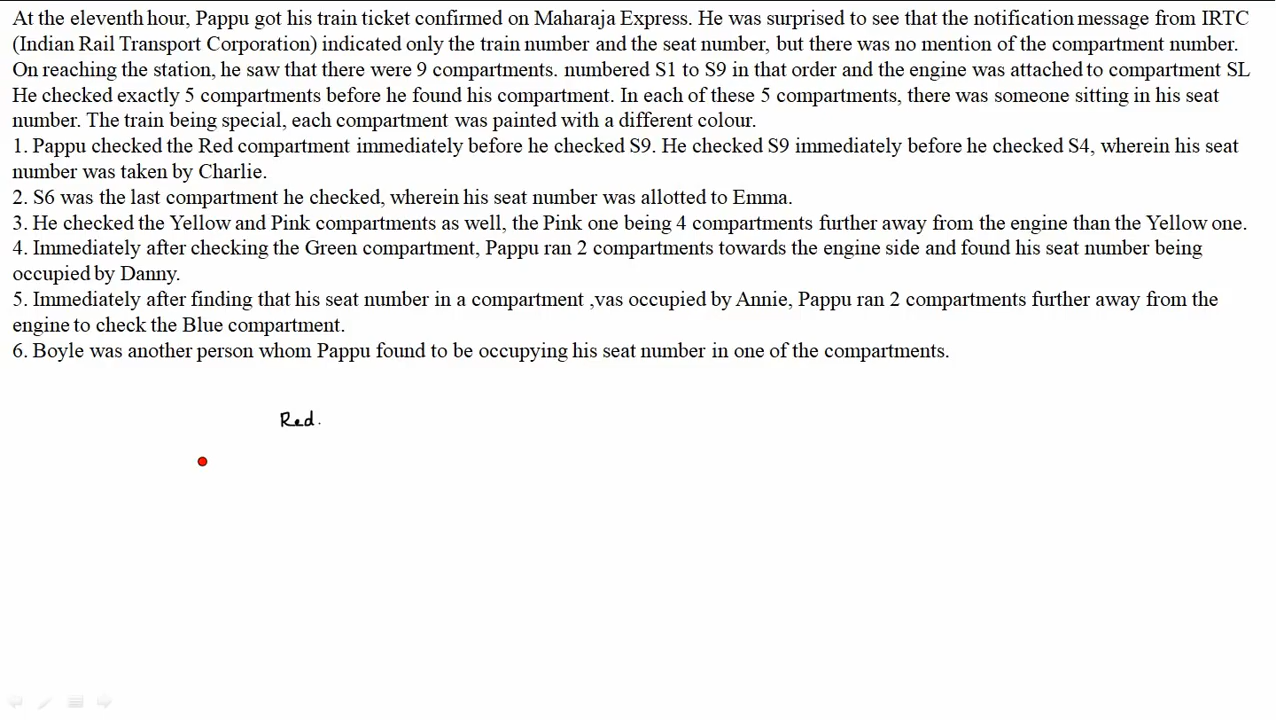 At the eleventh hour, Pappu got his train ticket confirmed on Maharaja Express. He was surprised to see that the notification message from IRTC
(Indian Rail Transport Corporation) indicated only the train number and the seat number, but there was no mention of the compartment number.
On reaching the station, he saw that there were 9 compartments. numbered S1 to S9 in that order and the engine was attached to compartment SL
He checked exactly 5 compartments before he found his compartment. In each of these 5 compartments, there was someone sitting in his seat
number. The train being special, each compartment was painted with a different colour.
1. Pappu checked the Red compartment immediately before he checked S9. He checked S9 immediately before he checked S4, wherein his seat
number was taken by Charlie.
2. S6 was the last compartment he checked, wherein his seat number was allotted to Emma.
3. He checked the Yellow and Pink compartments as well, the Pink one being 4 compartments further away from the engine than the Yellow one.
4. Immediately after checking the Green compartment, Pappu ran 2 compartments towards the engine side and found his seat number being
occupied by Danny.
5. Immediately after finding that his seat number in a compartment ,vas occupied by Annie, Pappu ran 2 compartments further away from the
engine to check the Blue compartment.
6. Boyle was another person whom Pappu found to be occupying his seat number in one of the compartments.
Red.